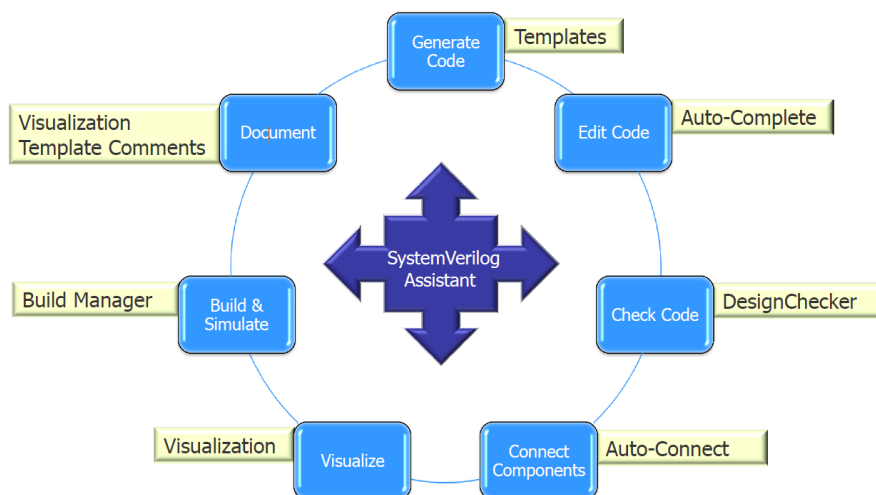 Generate
Code
Templates
Edit Code
Auto-Complete
Check Code
DesignChecker
Connect
Components
Auto-Connect
Visualize
Visualization
Build &
Simulate
Build Manager
Document
Visualization
Template Comments
SystemVerilog
Assistant